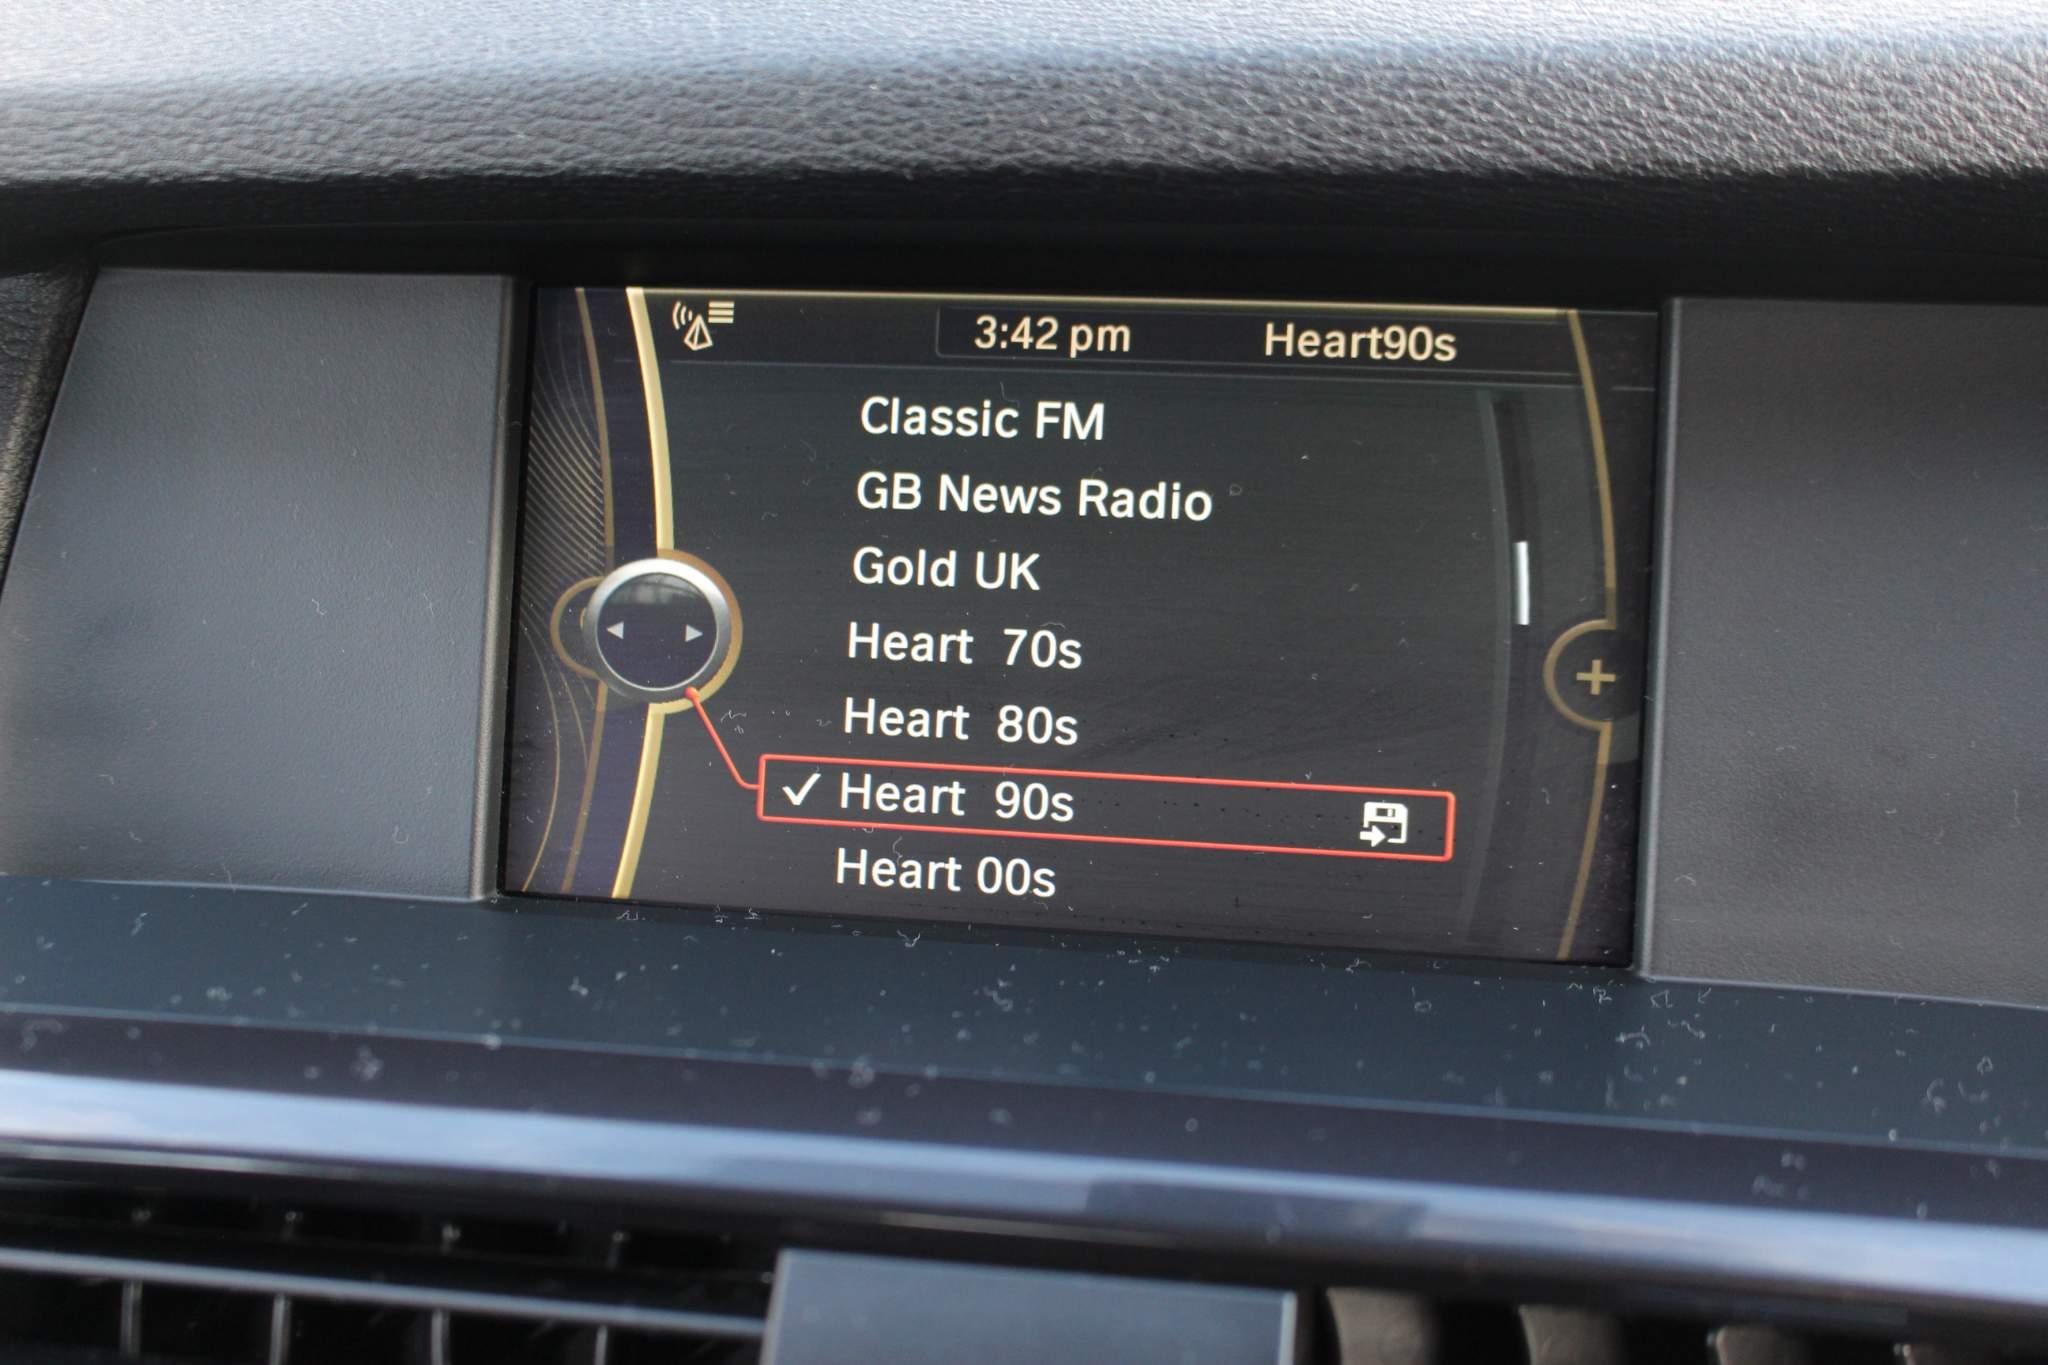 3:42 pm Heart90s
Classic FM
GB News Radio
Gold UK
Heart 70s
Heart 80s
Heart 90s
Heart 00s